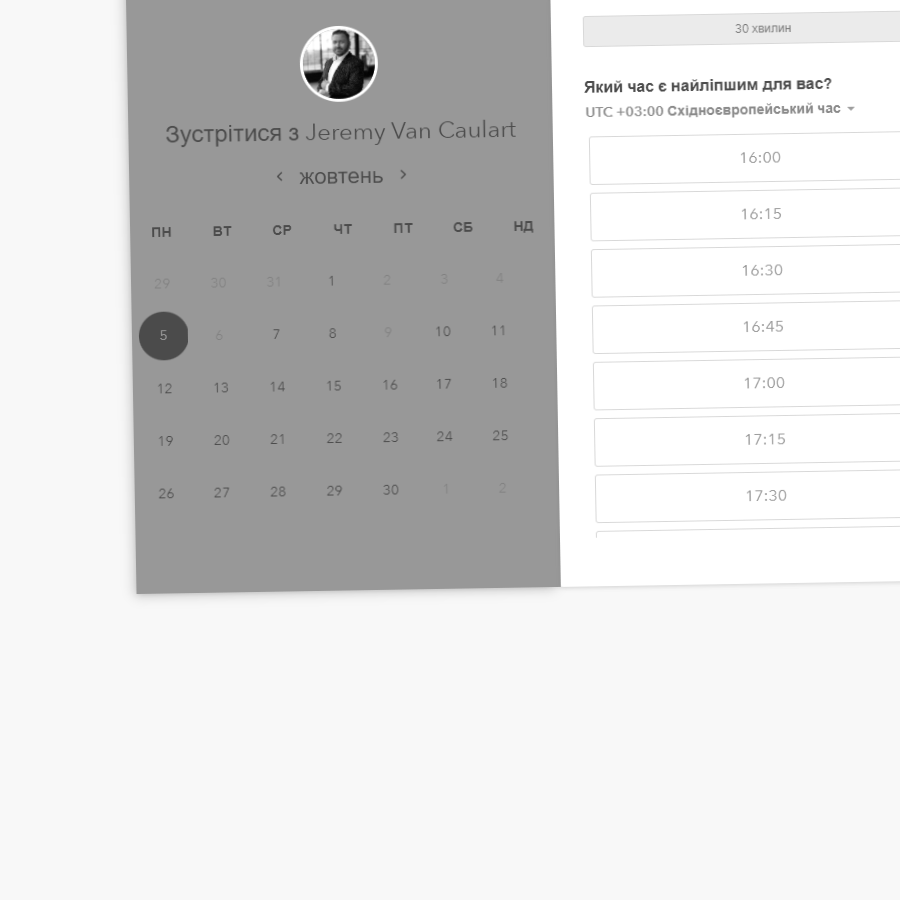 Зустрітися з Jeremy Van Caulart
‹ жовтень ›
ПН ВТ СР ЧТ ПТ СБ НД
29 30 31 1 2 3 4
5 6 7 8 9 10 11
12 13 14 15 16 17 18
19 20 21 22 23 24 25
26 27 28 29 30 1 2
30 хвилин
Який час є найліпшим для вас?
UTC +03:00 Східноєвропейський час
16:00
16:15
16:30
16:45
17:00
17:15
17:30